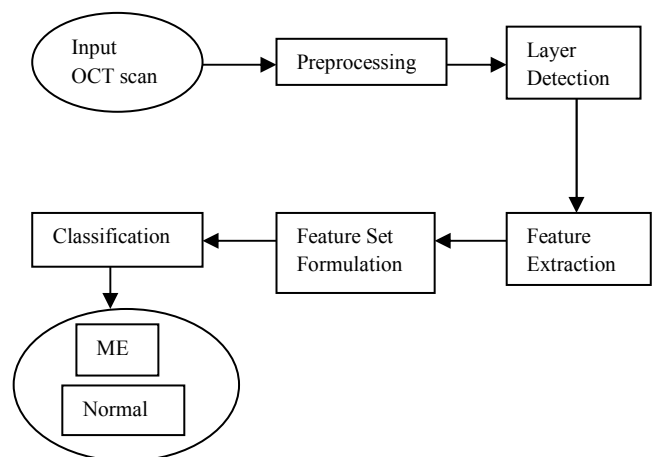 Input
OCT scan
Preprocessing
Layer
Detection
Feature
Extraction
Feature Set
Formulation
Classification
ME
Normal